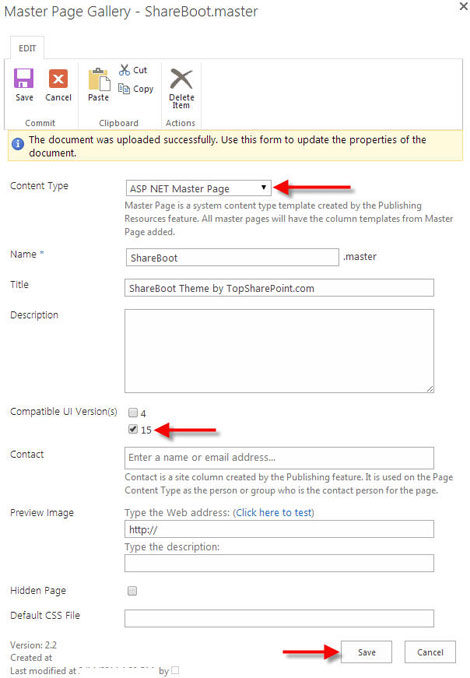 Master Page Gallery - ShareBoot.master
EDIT
Save
Cancel
Paste
Cut
Copy
Delete
Item
Commit
Clipboard
Actions
The document was uploaded successfully. Use this form to update the properties of the
document.
Content Type
ASP NET Master Page
Master Page is a system content type template created by the Publishing
Resources feature. All master pages will have the column templates from Master
Page added.
Name *
ShareBoot
.master
Title
ShareBoot Theme by TopSharePoint.com
Description
Compatible UI Version(s)
4
15
Contact
Enter a name or email address...
Contact is a site column created by the Publishing feature. It is used on the Page
Content Type as the person or group who is the contact person for the page.
Preview Image
Type the Web address: (Click here to test)
http://
Type the description:
Hidden Page
Default CSS File
Version: 2.2
Created at
Last modified at
by
Save
Cancel